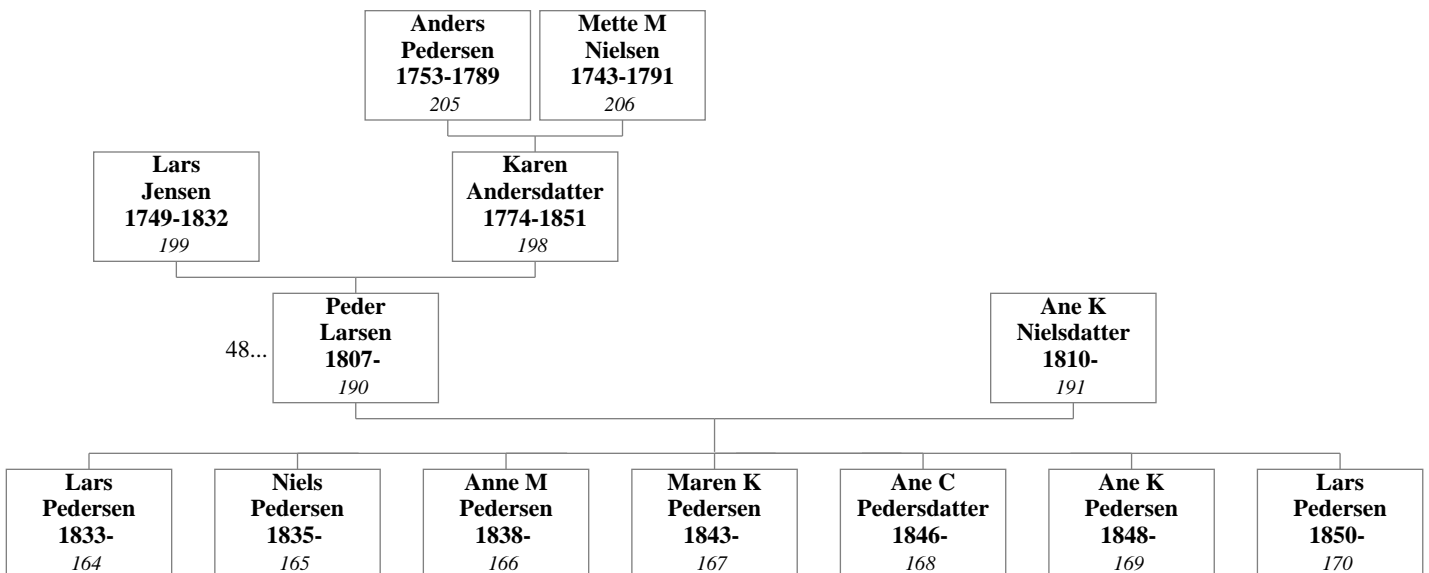 Anders
Pedersen
1753-1789
205
Mette M
Nielsen
1743-1791
206
Lars
Jensen
1749-1832
199
Karen
Andersdatter
1774-1851
198
48...
Peder
Larsen
1807-
190
Ane K
Nielsdatter
1810-
191
Lars
Pedersen
1833-
164
Niels
Pedersen
1835-
165
Anne M
Pedersen
1838-
166
Maren K
Pedersen
1843-
167
Ane C
Pedersdatter
1846-
168
Ane K
Pedersen
1848-
169
Lars
Pedersen
1850-
170